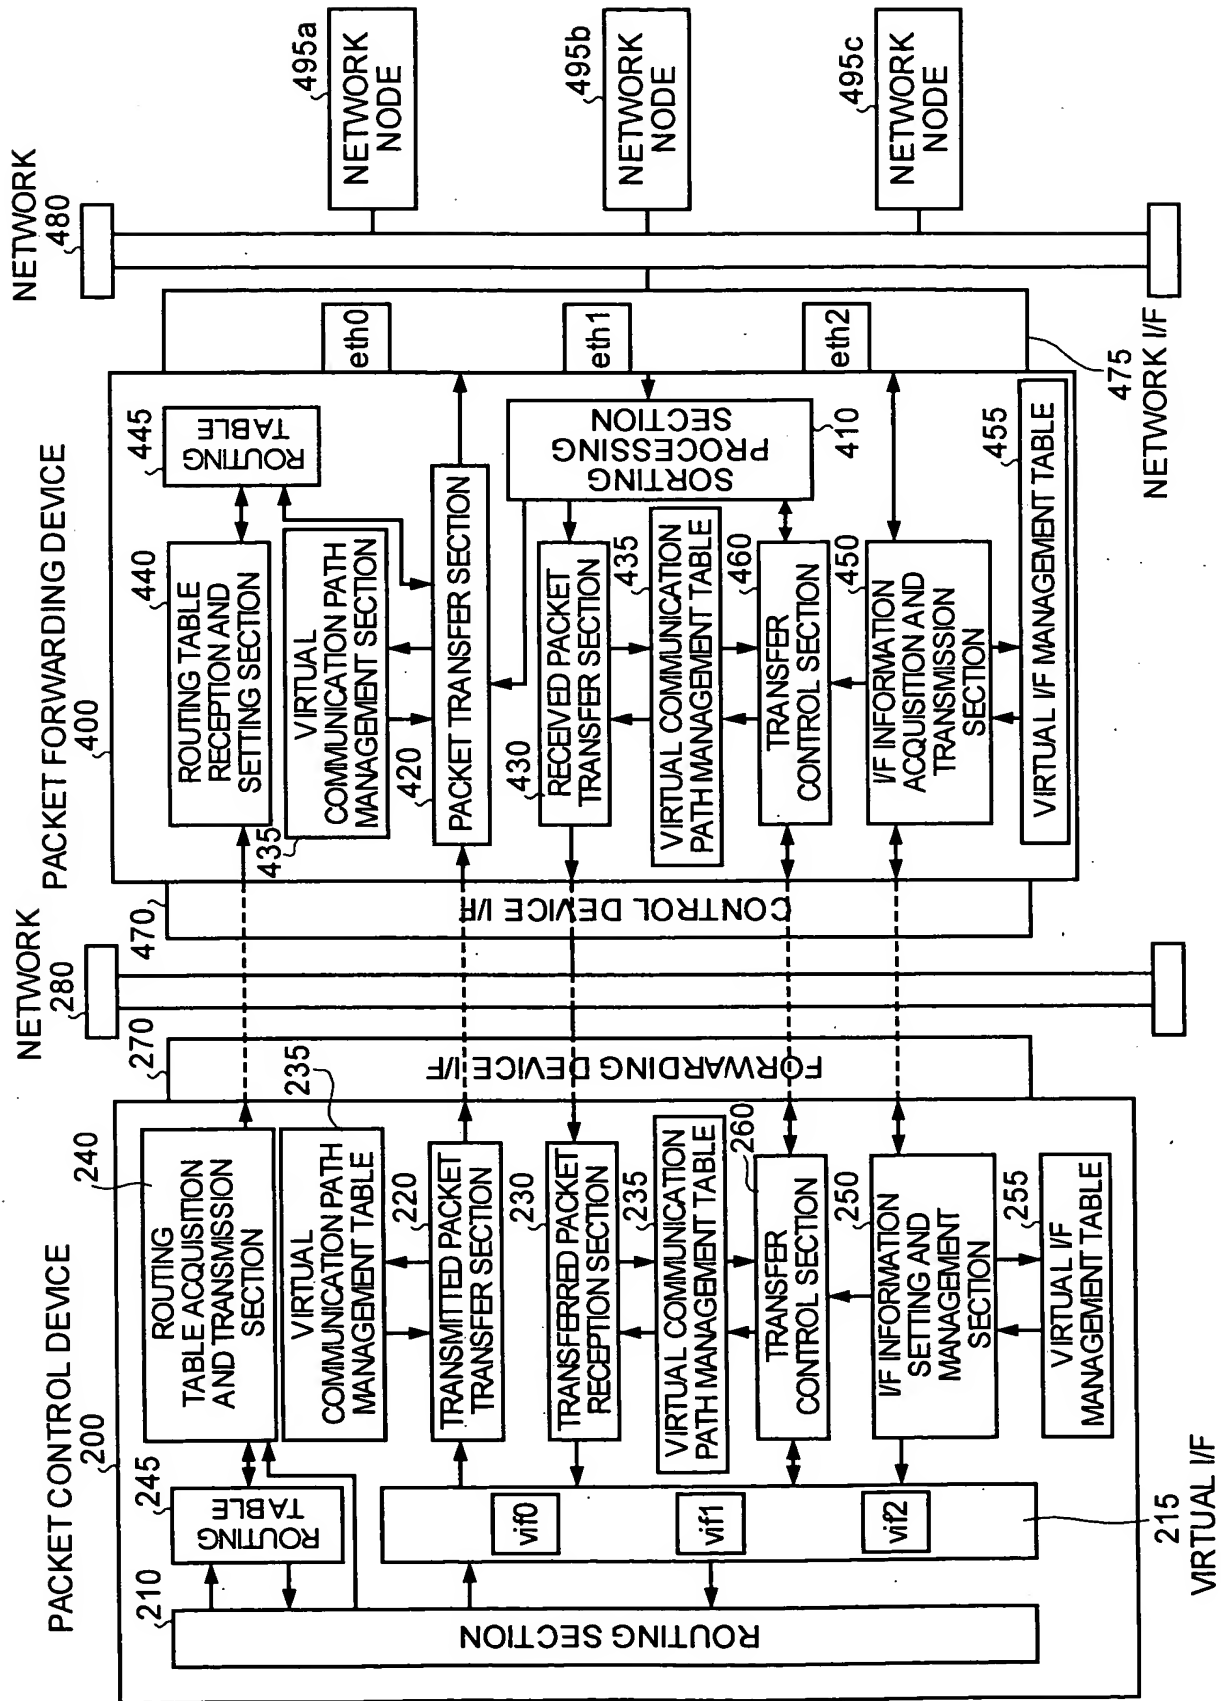 PACKET CONTROL DEVICE
200
210
ROUTING SECTION
245
ROUTING
TABLE
240
ROUTING
TABLE ACQUISITION
AND TRANSMISSION
SECTION
235
VIRTUAL
COMMUNICATION PATH
MANAGEMENT TABLE
220
TRANSMITTED PACKET
TRANSFER SECTION
230
TRANSFERRED PACKET
RECEPTION SECTION
235
VIRTUAL COMMUNICATION
PATH MANAGEMENT TABLE
260
TRANSFER
CONTROL SECTION
250
I/F INFORMATION
SETTING AND
MANAGEMENT
SECTION
255
VIRTUAL I/F
MANAGEMENT TABLE
vif0
vif1
vif2
215
VIRTUAL I/F
270
FORWARDING DEVICE I/F
NETWORK
280
PACKET FORWARDING DEVICE
400
470
CONTROL DEVICE I/F
440
ROUTING TABLE
RECEPTION AND
SETTING SECTION
445
ROUTING
TABLE
435
VIRTUAL
COMMUNICATION PATH
MANAGEMENT SECTION
420
PACKET TRANSFER SECTION
430
RECEIVED PACKET
TRANSFER SECTION
410
SORTING
PROCESSING
SECTION
435
VIRTUAL COMMUNICATION
PATH MANAGEMENT TABLE
460
TRANSFER
CONTROL SECTION
450
I/F INFORMATION
ACQUISITION AND
TRANSMISSION
SECTION
455
VIRTUAL I/F MANAGEMENT TABLE
eth0
eth1
eth2
475
NETWORK I/F
NETWORK
480
495a
NETWORK
NODE
495b
NETWORK
NODE
495c
NETWORK
NODE